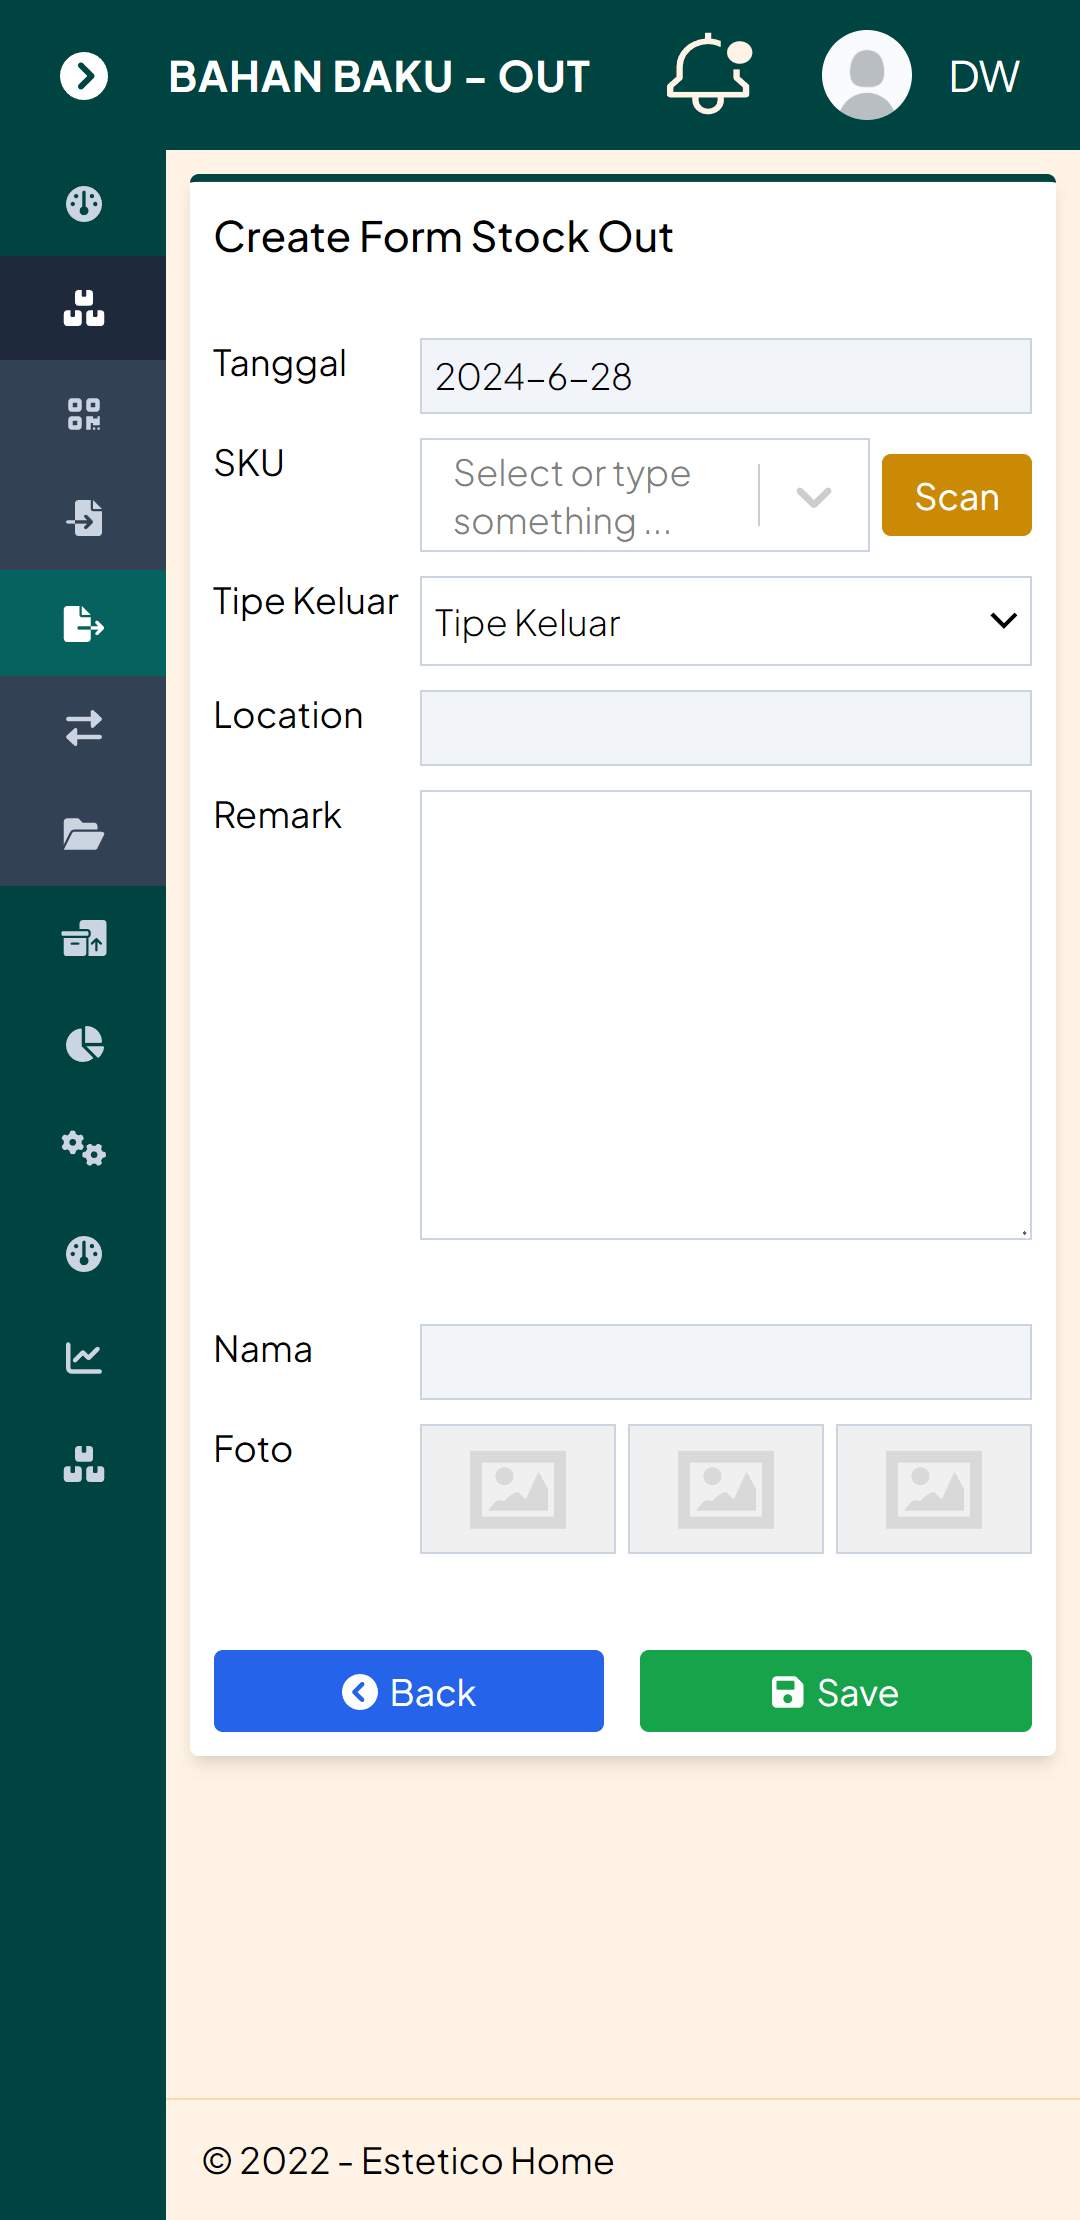 BAHAN BAKU - OUT
DW
Create Form Stock Out
Tanggal
2024-6-28
SKU
Select or type
something ...
Scan
Tipe Keluar
Tipe Keluar
Location
Remark
Nama
Foto
Back
Save
© 2022 - Estetico Home